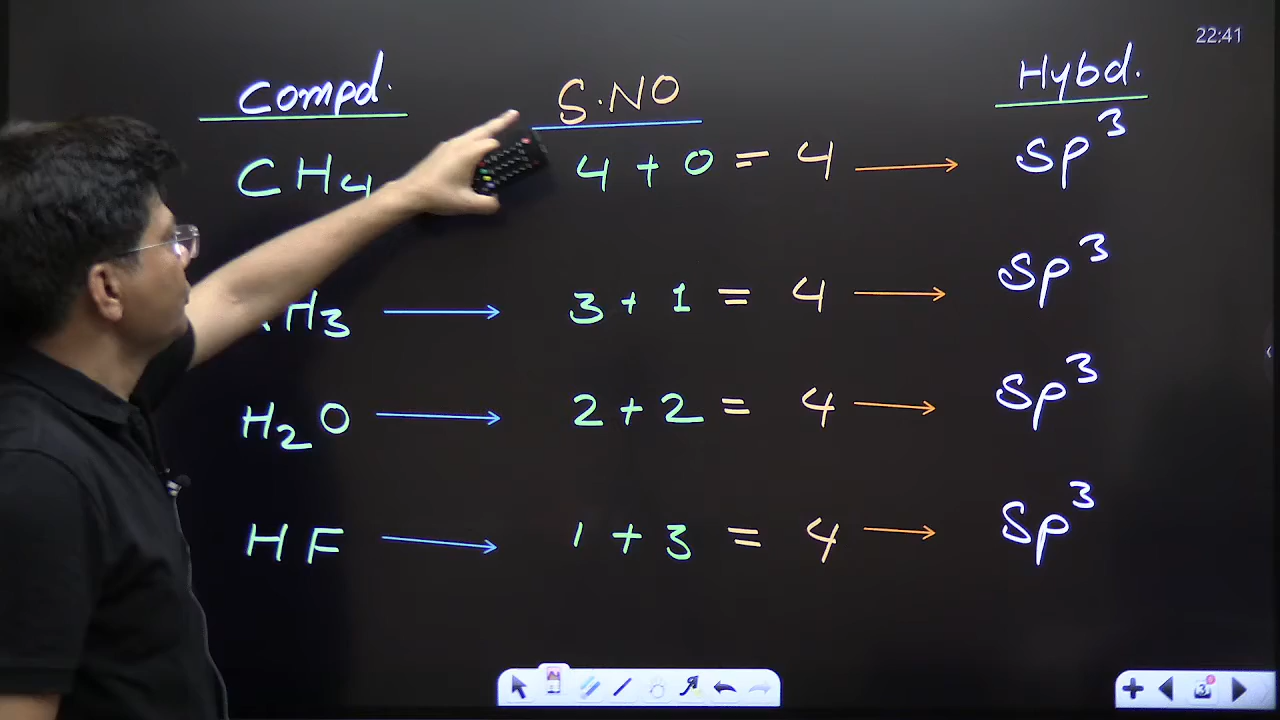 22:41
Compd. S.NO Hybd.
CH4 4 + 0 = 4 → sp³
H3 → 3 + 1 = 4 → sp³
H2O → 2 + 2 = 4 → sp³
HF → 1 + 3 = 4 → sp³
3